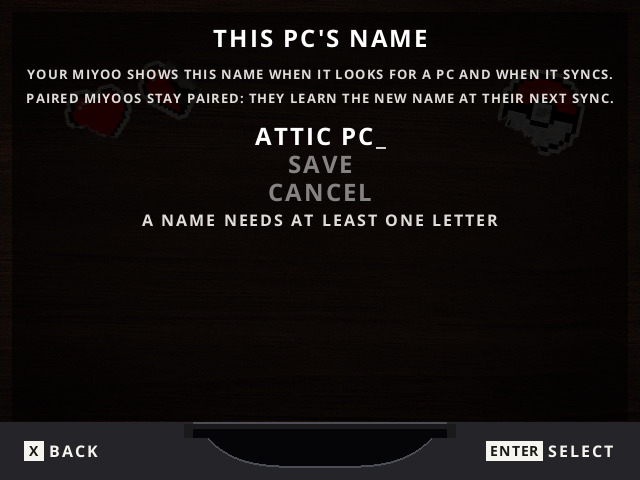 THIS PC'S NAME
YOUR MIYOO SHOWS THIS NAME WHEN IT LOOKS FOR A PC AND WHEN IT SYNCS.
PAIRED MIYOOS STAY PAIRED: THEY LEARN THE NEW NAME AT THEIR NEXT SYNC.
ATTIC PC_
SAVE
CANCEL
A NAME NEEDS AT LEAST ONE LETTER
X BACK
ENTER SELECT